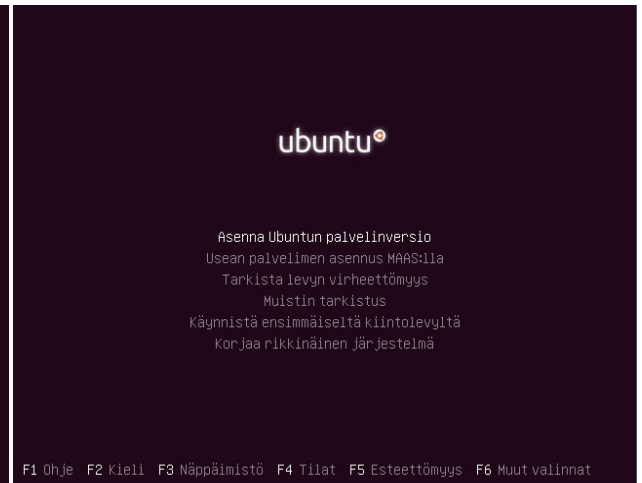 ubuntu
Asenna Ubuntun palvelinversio
Usean palvelimen asennus MAAS:lla
Tarkista levyn virheettömyys
Muistin tarkistus
Käynnistä ensimmäiseltä kiintolevyltä
Korjaa rikkinäinen järjestelmä
F1 Ohje F2 Kieli F3 Näppäimistö F4 Tilat F5 Esteettömyys F6 Muut valinnat